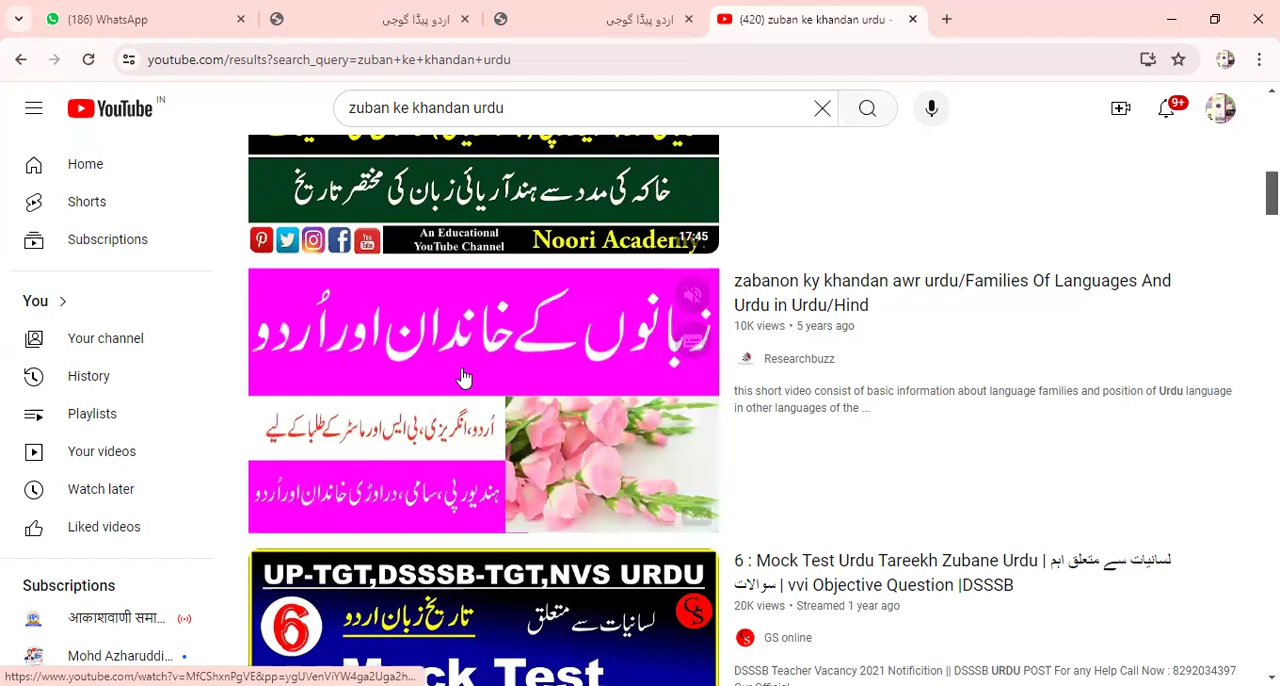 (186) WhatsApp
اردو پیڈا گوجی
اردو پیڈا گوجی
(420) zuban ke khandan urdu -
youtube.com/results?search_query=zuban+ke+khandan+urdu
YouTube IN
zuban ke khandan urdu
9+
Home
Shorts
Subscriptions
You
Your channel
History
Playlists
Your videos
Watch later
Liked videos
Subscriptions
आकाशवाणी समा...
Mohd Azharuddi...
خاکہ کی مدد سے ہند آریائی زبان کی مختصر تاریخ
An Educational
YouTube Channel
Noori Academy
17:45
زبانوں کے خاندان اور اُردو
اُردو، انگریزی، بی ایس اور ماسٹر کے طلبا کے لیے
ہند یورپی، سامی، دراوڑی خاندان اور اُردو
zabanon ky khandan awr urdu/Families Of Languages And
Urdu in Urdu/Hind
10K views • 5 years ago
Researchbuzz
this short video consist of basic information about language families and position of Urdu language
in other languages of the ...
UP-TGT,DSSSB-TGT,NVS URDU
6
تاریخ زبان اردو
لسانیات سے متعلق
GS
Mock Test
6 : Mock Test Urdu Tareekh Zubane Urdu | لسانیات سے متعلق اہم
سوالات | vvi Objective Question |DSSSB
20K views • Streamed 1 year ago
GS online
DSSSB Teacher Vacancy 2021 Notificition || DSSSB URDU POST For any Help Call Now : 8292034397
https://www.youtube.com/watch?v=MfCShxnPgVE&pp=ygUVenViYW4ga2Uga2h...